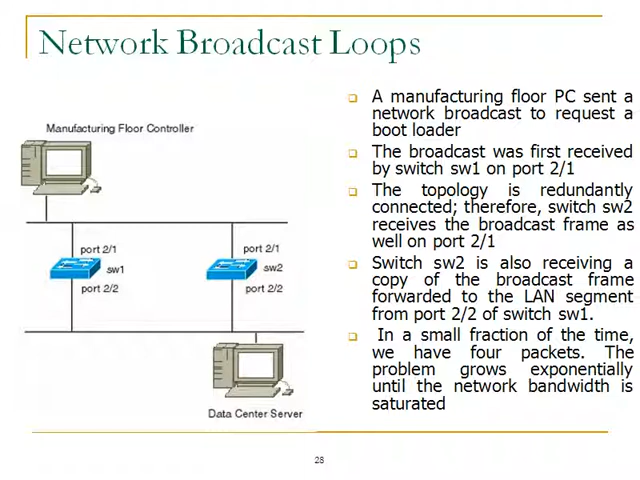 Network Broadcast Loops
Manufacturing Floor Controller
port 2/1
sw1
port 2/2
port 2/1
sw2
port 2/2
Data Center Server
A manufacturing floor PC sent a
network broadcast to request a
boot loader
The broadcast was first received
by switch sw1 on port 2/1
The topology is redundantly
connected; therefore, switch sw2
receives the broadcast frame as
well on port 2/1
Switch sw2 is also receiving a
copy of the broadcast frame
forwarded to the LAN segment
from port 2/2 of switch sw1.
In a small fraction of the time,
we have four packets. The
problem grows exponentially
until the network bandwidth is
saturated
28